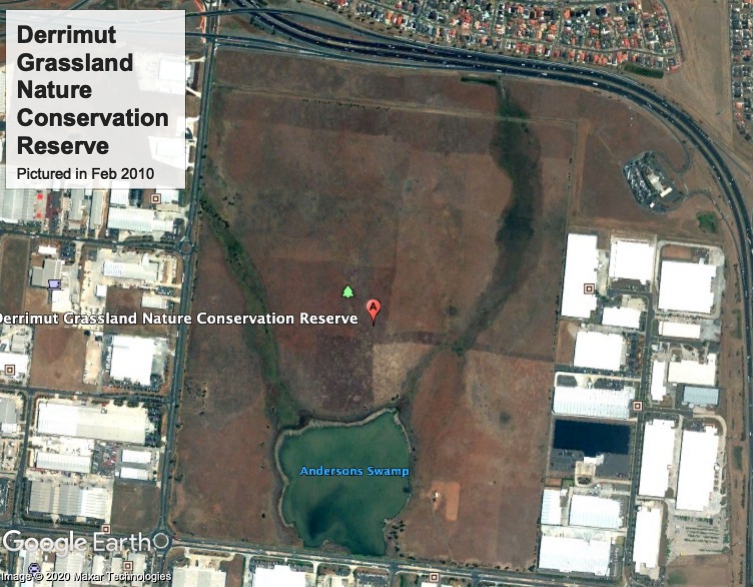 Derrimut
Grassland
Nature
Conservation
Reserve
Pictured in Feb 2010
A
Derrimut Grassland Nature Conservation Reserve
Andersons Swamp
Google Earth
Image © 2020 Maxar Technologies